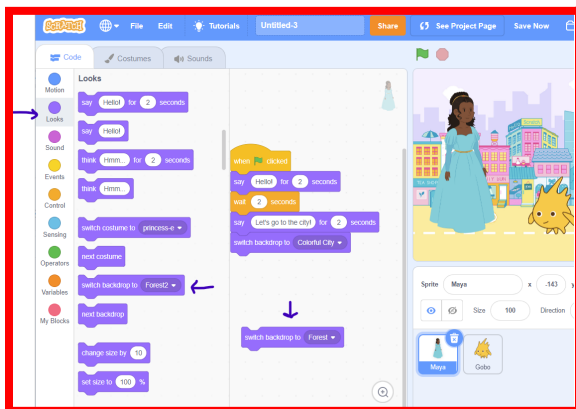 SCRATCH File Edit Tutorials Untitled-3 Share See Project Page Save Now
Code Costumes Sounds
Motion
Looks
Sound
Events
Control
Sensing
Operators
Variables
My Blocks
Looks
say Hello! for 2 seconds
say Hello!
think Hmm... for 2 seconds
think Hmm...
switch costume to princess-e
next costume
switch backdrop to Forest2
next backdrop
change size by 10
set size to 100 %
when clicked
say Hello! for 2 seconds
wait 2 seconds
say Let's go to the city! for 2 seconds
switch backdrop to Colorful City
switch backdrop to Forest
Sprite Maya x -143 y
Size 100 Direction
Maya
Gobo